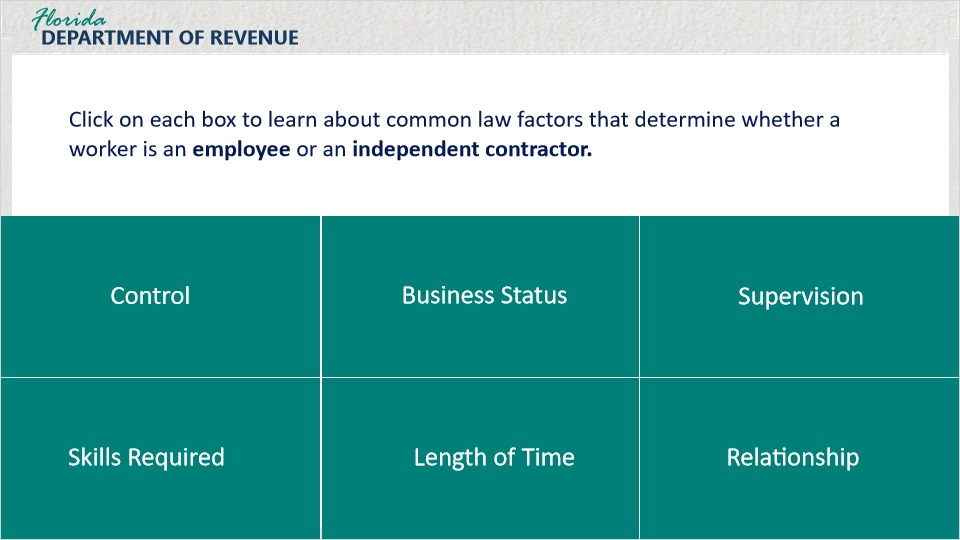 Florida
DEPARTMENT OF REVENUE
Click on each box to learn about common law factors that determine whether a
worker is an employee or an independent contractor.
Control
Business Status
Supervision
Skills Required
Length of Time
Relationship